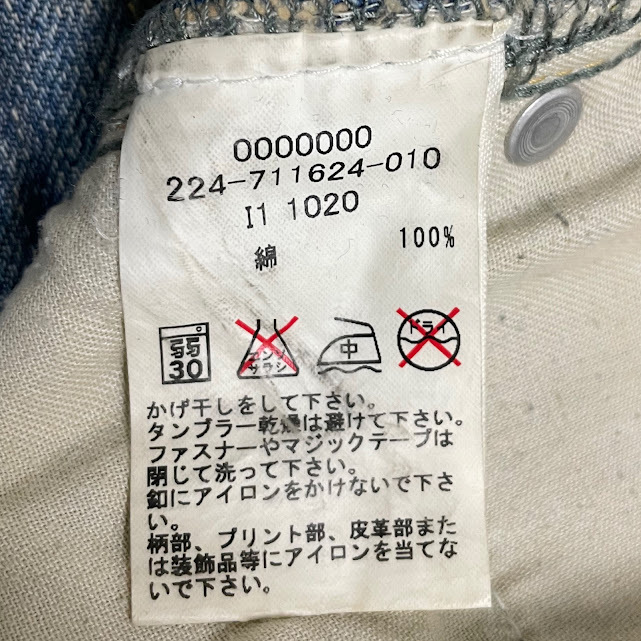 0000000
224-711624-010
I1 1020
綿 100%
弱 30 エンソ サラシ 中 ドライ
かげ干しをして下さい。
タンブラー乾燥は避けて下さい。
ファスナーやマジックテープは
閉じて洗って下さい。
釦にアイロンをかけないで下さ
い。
柄部、プリント部、皮革部また
は装飾品等にアイロンを当てな
いで下さい。